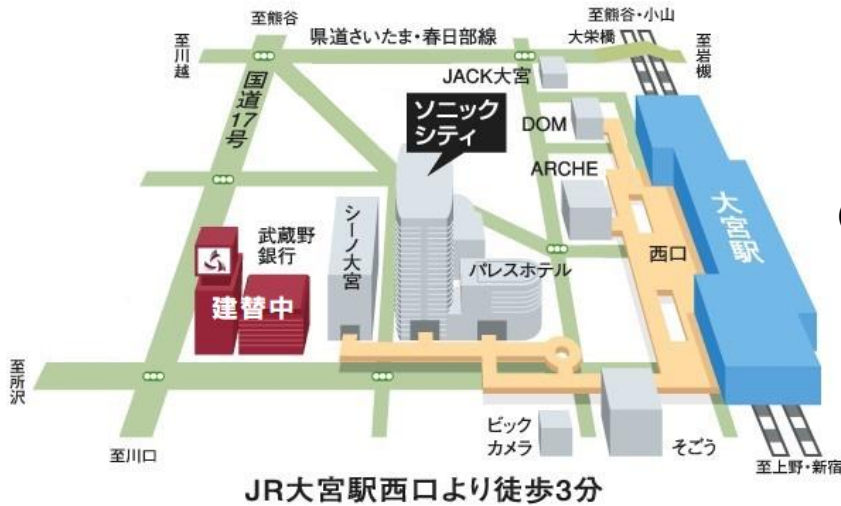 至熊谷
至熊谷・小山
至川越
県道さいたま・春日部線
大栄橋
至岩槻
国道17号
JACK大宮
ソニック
シティ
DOM
ARCHE
大宮駅
シーノ大宮
武蔵野
銀行
西口
パレスホテル
建替中
至所沢
ビック
カメラ
そごう
至川口
至上野・新宿
JR大宮駅西口より徒歩3分